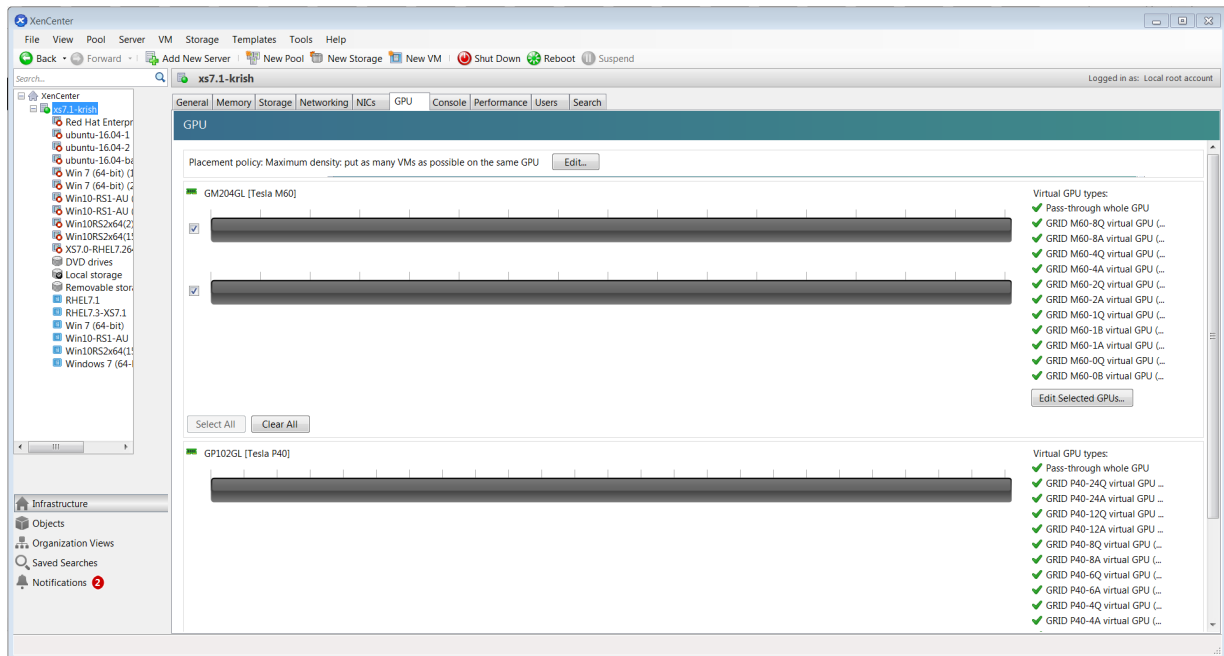 XenCenter
File View Pool Server VM Storage Templates Tools Help
Back Forward Add New Server New Pool New Storage New VM Shut Down Reboot Suspend
Search...
xs7.1-krish
Logged in as: Local root account
XenCenter
xs7.1-krish
Red Hat Enterpr
ubuntu-16.04-1
ubuntu-16.04-2
ubuntu-16.04-ba
Win 7 (64-bit) (1
Win 7 (64-bit) (2
Win10-RS1-AU (
Win10-RS1-AU (
Win10RS2x64(2)
Win10RS2x64(15
XS7.0-RHEL7.264
DVD drives
Local storage
Removable stor
RHEL7.1
RHEL7.3-XS7.1
Win 7 (64-bit)
Win10-RS1-AU
Win10RS2x64(15
Windows 7 (64-
Infrastructure
Objects
Organization Views
Saved Searches
Notifications 2
General Memory Storage Networking NICs GPU Console Performance Users Search
GPU
Placement policy: Maximum density: put as many VMs as possible on the same GPU Edit...
GM204GL [Tesla M60]
Virtual GPU types:
Pass-through whole GPU
GRID M60-8Q virtual GPU (...
GRID M60-8A virtual GPU (...
GRID M60-4Q virtual GPU (...
GRID M60-4A virtual GPU (...
GRID M60-2Q virtual GPU (...
GRID M60-2A virtual GPU (...
GRID M60-1Q virtual GPU (...
GRID M60-1B virtual GPU (...
GRID M60-1A virtual GPU (...
GRID M60-0Q virtual GPU (...
GRID M60-0B virtual GPU (...
Edit Selected GPUs...
Select All Clear All
GP102GL [Tesla P40]
Virtual GPU types:
Pass-through whole GPU
GRID P40-24Q virtual GPU ...
GRID P40-24A virtual GPU ...
GRID P40-12Q virtual GPU ...
GRID P40-12A virtual GPU ...
GRID P40-8Q virtual GPU (...
GRID P40-8A virtual GPU (...
GRID P40-6Q virtual GPU (...
GRID P40-6A virtual GPU (...
GRID P40-4Q virtual GPU (...
GRID P40-4A virtual GPU (...